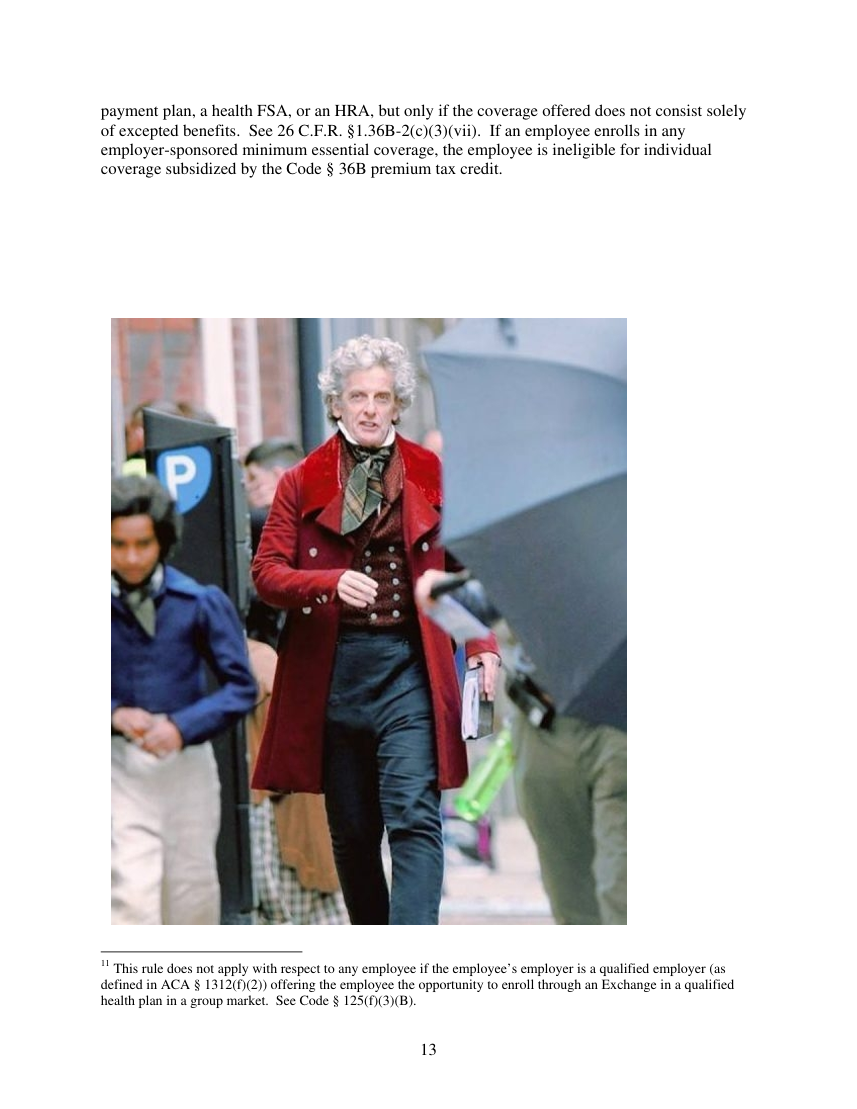 payment plan, a health FSA, or an HRA, but only if the coverage offered does not consist solely
of excepted benefits.  See 26 C.F.R. §1.36B-2(c)(3)(vii).  If an employee enrolls in any
employer-sponsored minimum essential coverage, the employee is ineligible for individual
coverage subsidized by the Code § 36B premium tax credit.
P
11 This rule does not apply with respect to any employee if the employee’s employer is a qualified employer (as
defined in ACA § 1312(f)(2)) offering the employee the opportunity to enroll through an Exchange in a qualified
health plan in a group market.  See Code § 125(f)(3)(B).
13